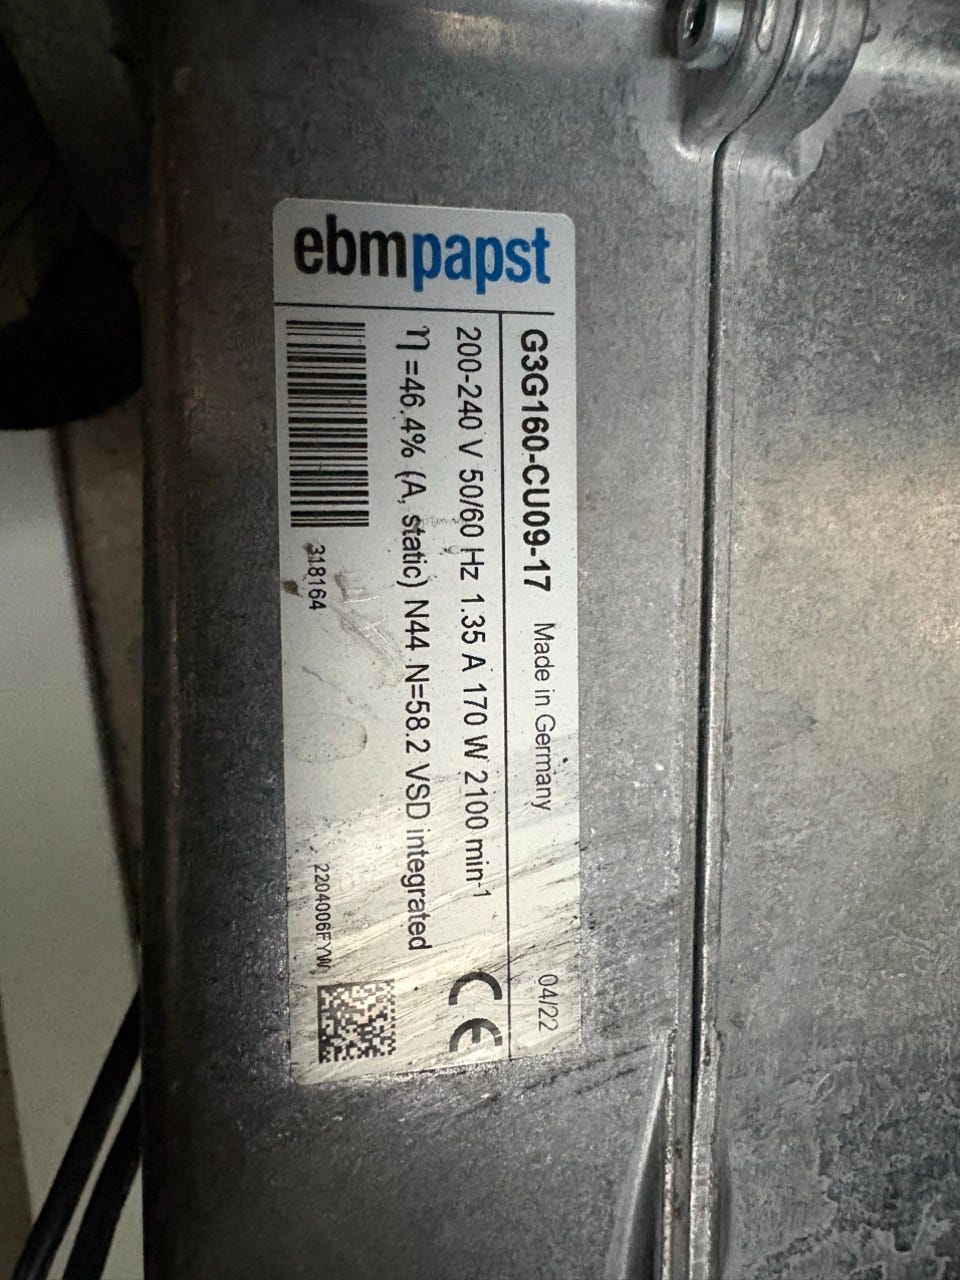 ebmpapst
G3G160-CU09-17 Made in Germany 04/22
200-240 V 50/60 Hz 1.35 A 170 W 2100 min-1
η =46.4% (A, static) N44 N=58.2 VSD integrated
CE
318164
2204006FYW